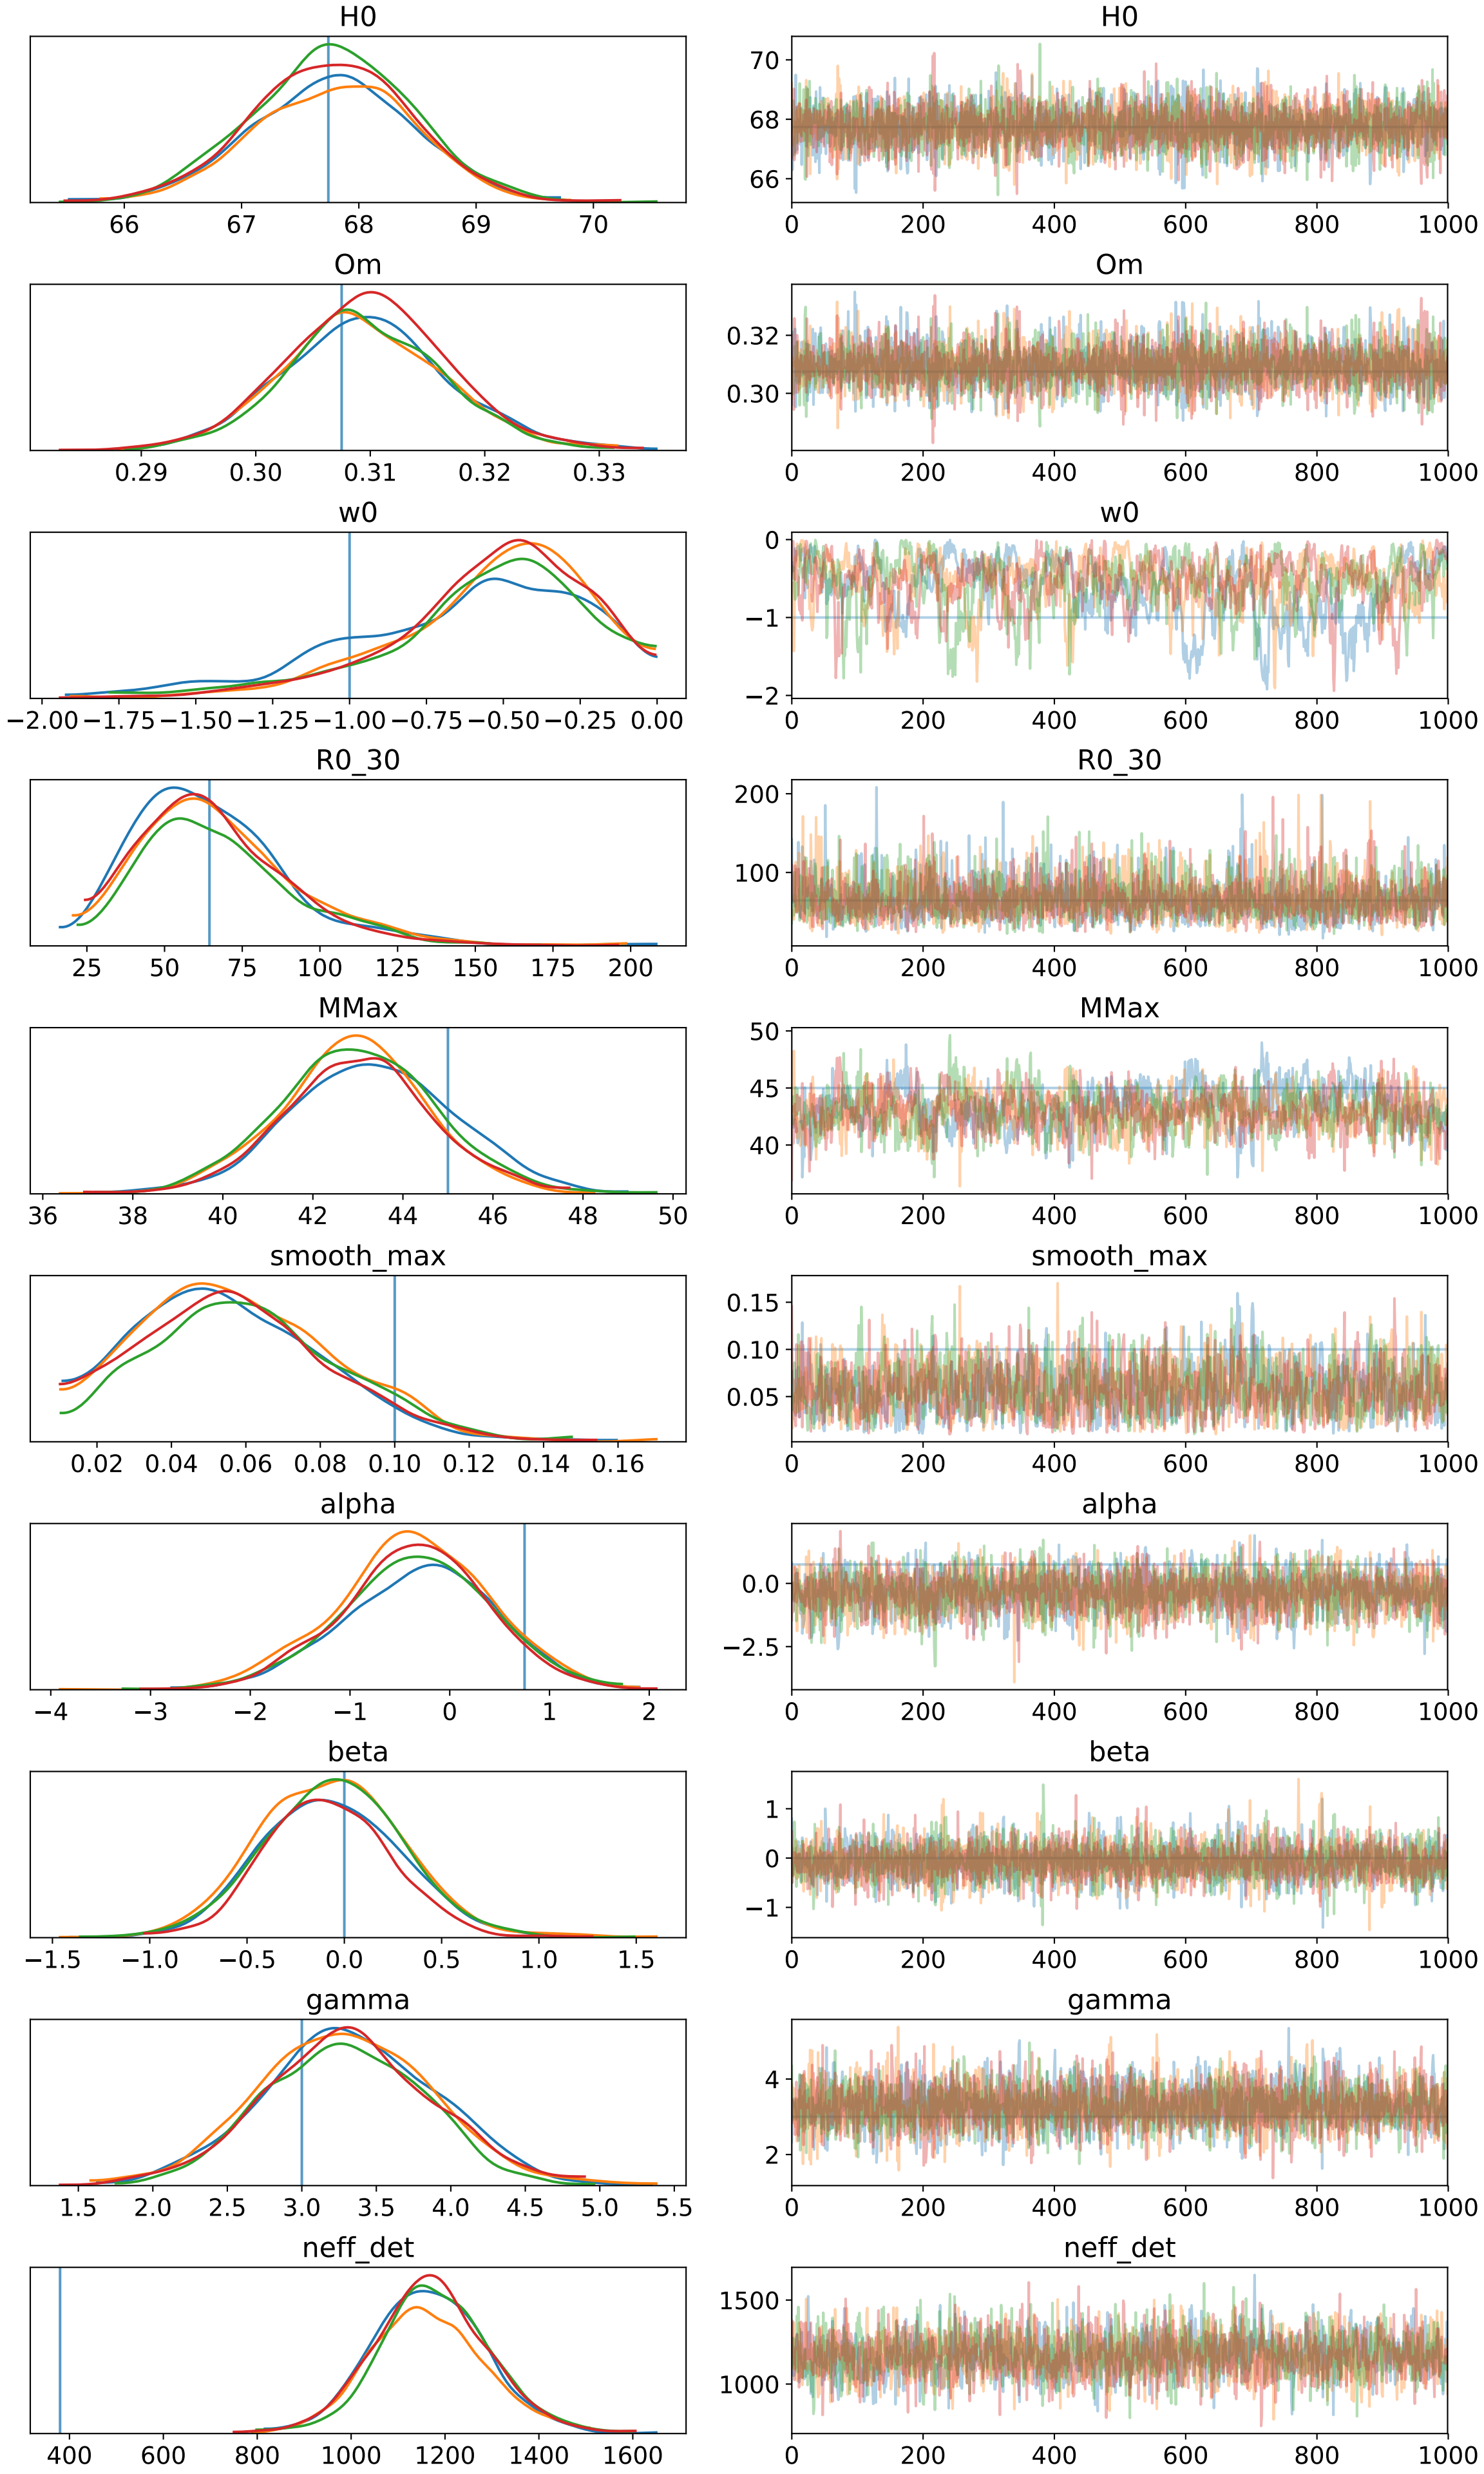 H0 H0
70
68
66
66 67 68 69 70 0 200 400 600 800 1000
Om Om
0.32
0.30
0.29 0.30 0.31 0.32 0.33 0 200 400 600 800 1000
w0 w0
0
−1
−2
−2.00 −1.75 −1.50 −1.25 −1.00 −0.75 −0.50 −0.25 0.00 0 200 400 600 800 1000
R0_30 R0_30
200
100
25 50 75 100 125 150 175 200 0 200 400 600 800 1000
MMax MMax
50
45
40
36 38 40 42 44 46 48 50 0 200 400 600 800 1000
smooth_max smooth_max
0.15
0.10
0.05
0.02 0.04 0.06 0.08 0.10 0.12 0.14 0.16 0 200 400 600 800 1000
alpha alpha
0.0
−2.5
−4 −3 −2 −1 0 1 2 0 200 400 600 800 1000
beta beta
1
0
−1
−1.5 −1.0 −0.5 0.0 0.5 1.0 1.5 0 200 400 600 800 1000
gamma gamma
4
2
1.5 2.0 2.5 3.0 3.5 4.0 4.5 5.0 5.5 0 200 400 600 800 1000
neff_det neff_det
1500
1000
400 600 800 1000 1200 1400 1600 0 200 400 600 800 1000